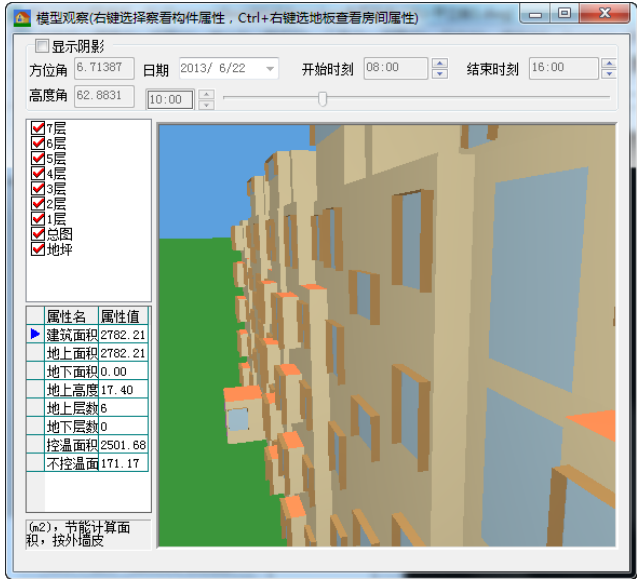 模型观察(右键选择察看构件属性，Ctrl+右键选地板查看房间属性)
显示阴影
方位角 6.71387 日期 2013/ 6/22 开始时刻 08:00 结束时刻 16:00
高度角 62.8831 10:00
7层
6层
5层
4层
3层
2层
1层
总图
地坪
属性名 属性值
建筑面积 2782.21
地上面积 2782.21
地下面积 0.00
地上高度 17.40
地上层数 6
地下层数 0
控温面积 2501.68
不控温面 171.17
(m2)，节能计算面
积，按外墙皮